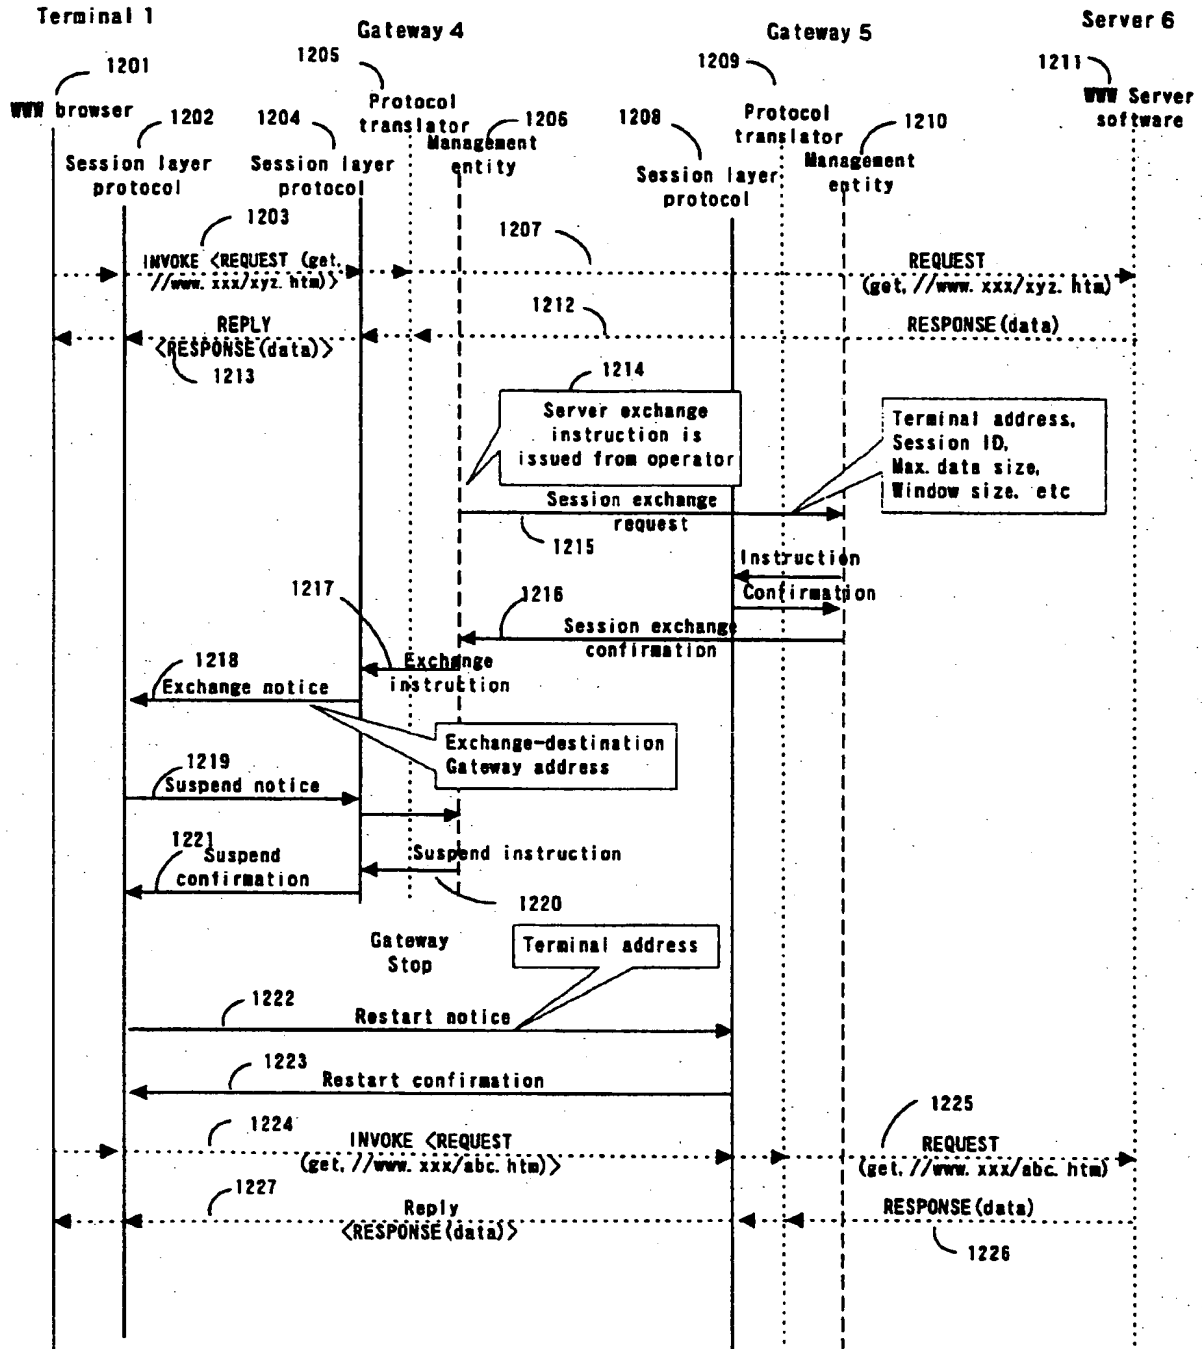 Terminal 1
Gateway 4
Gateway 5
Server 6
1201
1205
1209
1211
WWW browser
1202
1204
Protocol
translator
1206
1208
Protocol
translator
1210
WWW Server
software
Session layer
protocol
Session layer
protocol
Management
entity
Session layer
protocol
Management
entity
1203
1207
INVOKE <REQUEST (get,
//www.xxx/xyz.htm)>
REQUEST
(get,//www.xxx/xyz.htm)
1212
REPLY
<RESPONSE(data)>
RESPONSE(data)
1213
1214
Server exchange
instruction is
issued from operator
Terminal address,
Session ID,
Max. data size,
Window size, etc
Session exchange
request
1215
Instruction
Confirmation
1217
1216
Session exchange
confirmation
1218
Exchange
instruction
Exchange notice
Exchange-destination
Gateway address
1219
Suspend notice
1221
Suspend
confirmation
Suspend instruction
1220
Gateway
Stop
Terminal address
1222
Restart notice
1223
Restart confirmation
1224
INVOKE <REQUEST
(get,//www.xxx/abc.htm)>
1225
REQUEST
(get,//www.xxx/abc.htm)
1227
Reply
<RESPONSE(data)>
RESPONSE(data)
1226